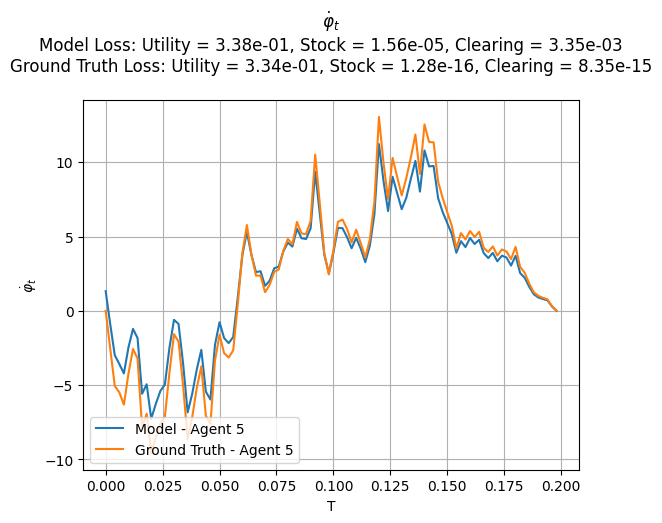 φ̇ₜ
Model Loss: Utility = 3.38e-01, Stock = 1.56e-05, Clearing = 3.35e-03
Ground Truth Loss: Utility = 3.34e-01, Stock = 1.28e-16, Clearing = 8.35e-15
10
5
0
−5
−10
φ̇ₜ
Model - Agent 5
Ground Truth - Agent 5
0.000 0.025 0.050 0.075 0.100 0.125 0.150 0.175 0.200
T